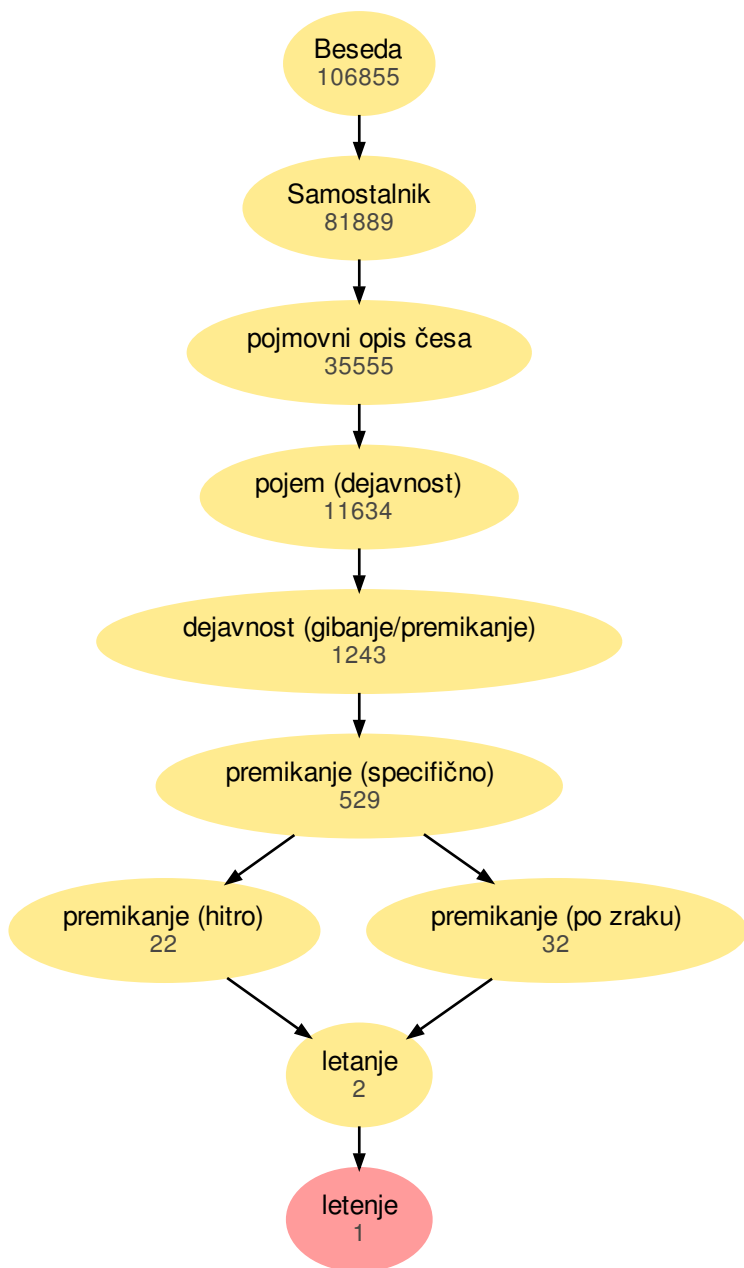 Beseda
106855
Samostalnik
81889
pojmovni opis česa
35555
pojem (dejavnost)
11634
dejavnost (gibanje/premikanje)
1243
premikanje (specifično)
529
premikanje (hitro)
22
premikanje (po zraku)
32
letanje
2
letenje
1